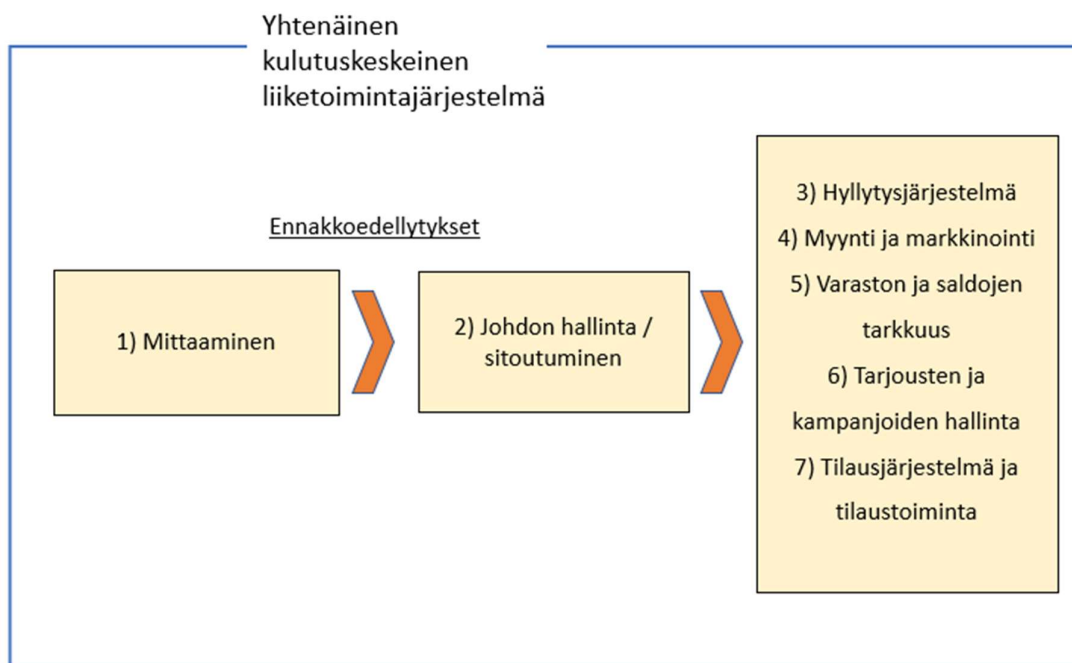 Yhtenäinen
kulutuskeskeinen
liiketoimintajärjestelmä
Ennakkoedellytykset
1) Mittaaminen
2) Johdon hallinta /
sitoutuminen
3) Hyllytysjärjestelmä
4) Myynti ja markkinointi
5) Varaston ja saldojen
tarkkuus
6) Tarjousten ja
kampanjoiden hallinta
7) Tilausjärjestelmä ja
tilaustoiminta